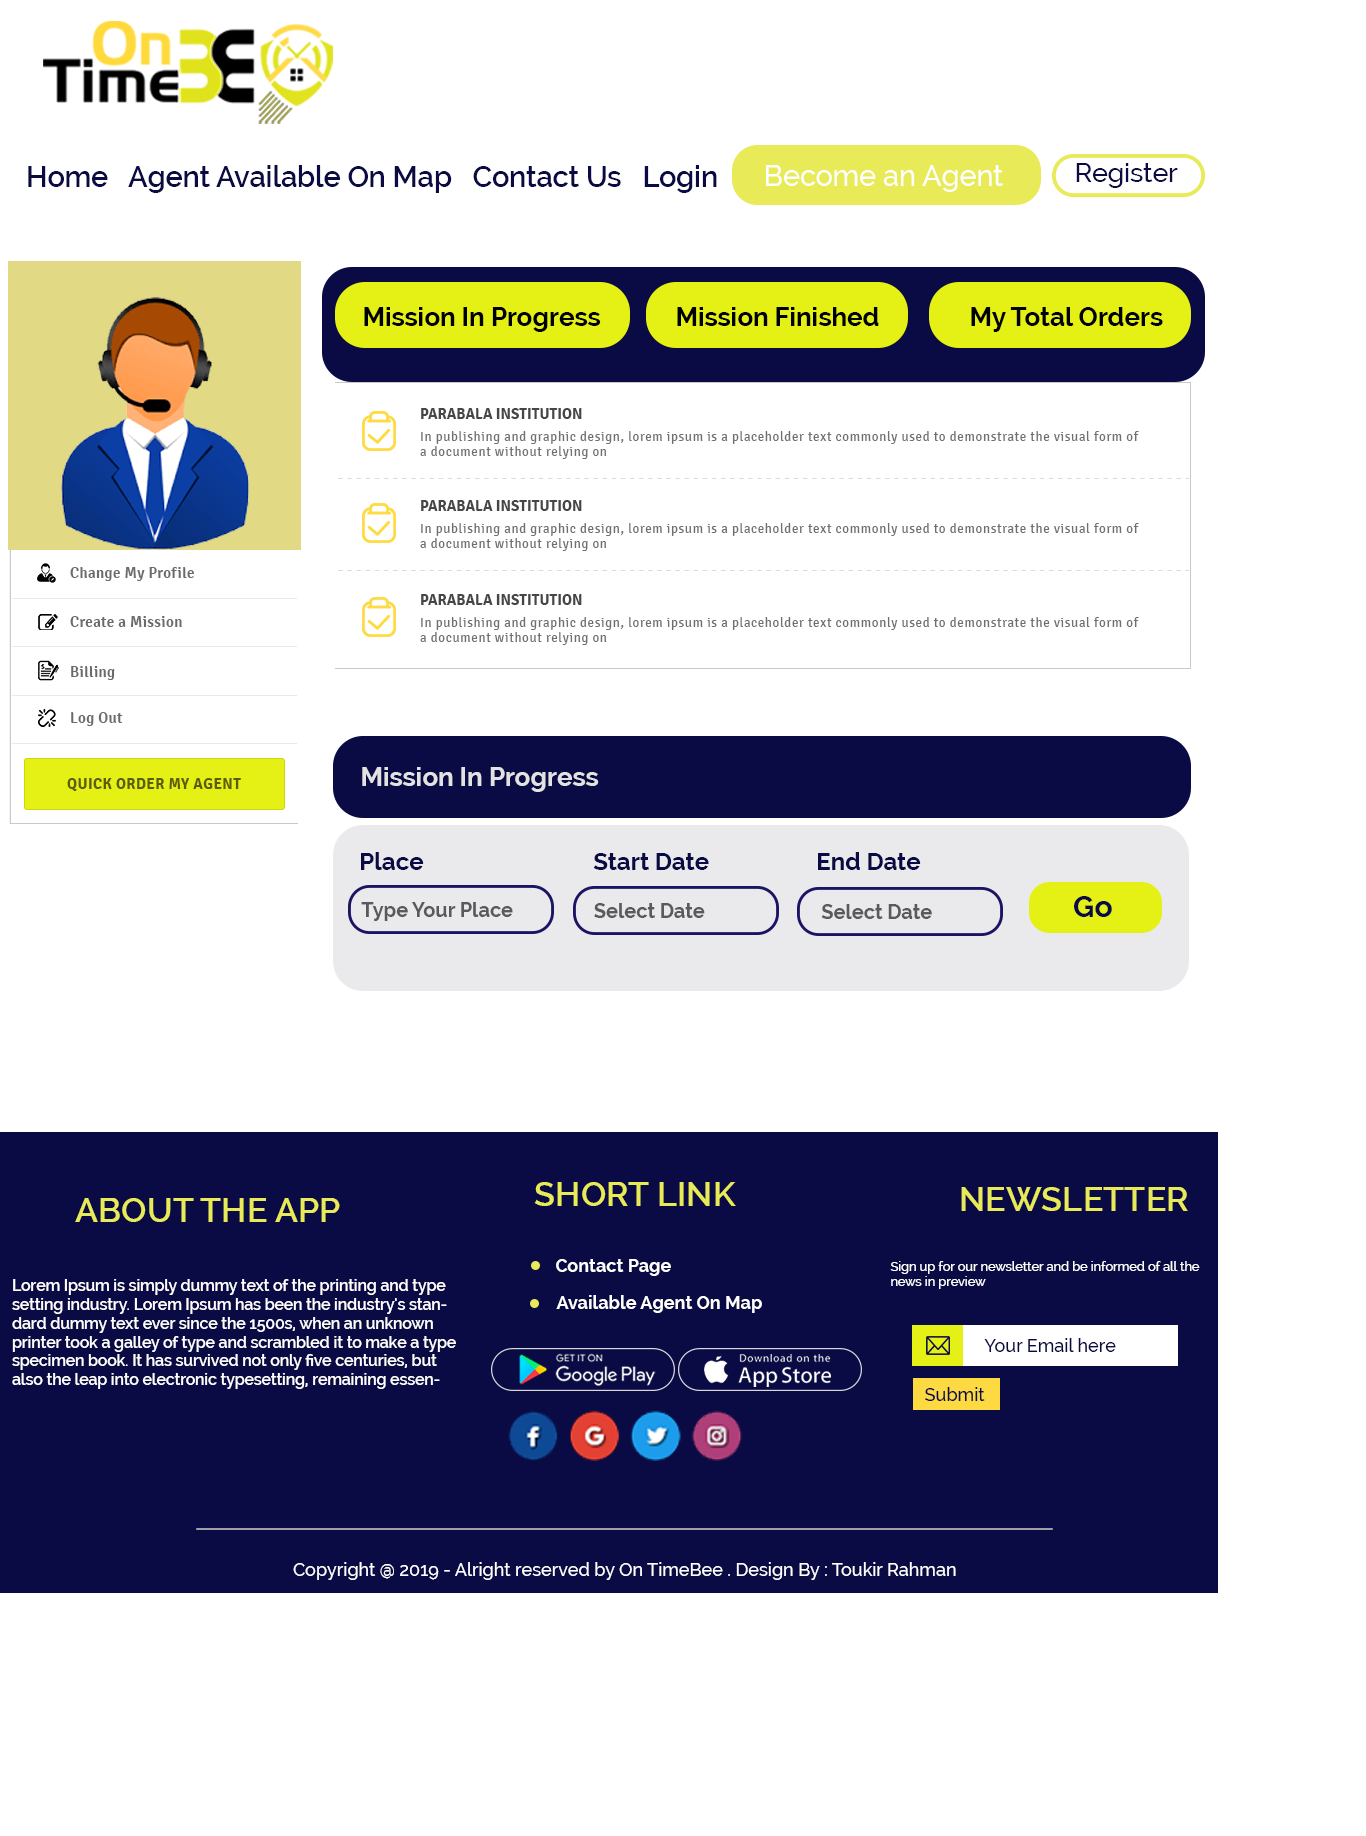 On
TimeBE
Home Agent Available On Map Contact Us Login Become an Agent Register
Mission In Progress Mission Finished My Total Orders
PARABALA INSTITUTION
In publishing and graphic design, lorem ipsum is a placeholder text commonly used to demonstrate the visual form of
a document without relying on
PARABALA INSTITUTION
In publishing and graphic design, lorem ipsum is a placeholder text commonly used to demonstrate the visual form of
a document without relying on
PARABALA INSTITUTION
In publishing and graphic design, lorem ipsum is a placeholder text commonly used to demonstrate the visual form of
a document without relying on
Change My Profile
Create a Mission
Billing
Log Out
QUICK ORDER MY AGENT
Mission In Progress
Place Start Date End Date
Type Your Place Select Date Select Date Go
ABOUT THE APP
Lorem Ipsum is simply dummy text of the printing and type
setting industry. Lorem Ipsum has been the industry's stan-
dard dummy text ever since the 1500s, when an unknown
printer took a galley of type and scrambled it to make a type
specimen book. It has survived not only five centuries, but
also the leap into electronic typesetting, remaining essen-
SHORT LINK
Contact Page
Available Agent On Map
GET IT ON
Google Play
Download on the
App Store
NEWSLETTER
Sign up for our newsletter and be informed of all the
news in preview
Your Email here
Submit
Copyright @ 2019 - Alright reserved by On TimeBee . Design By : Toukir Rahman